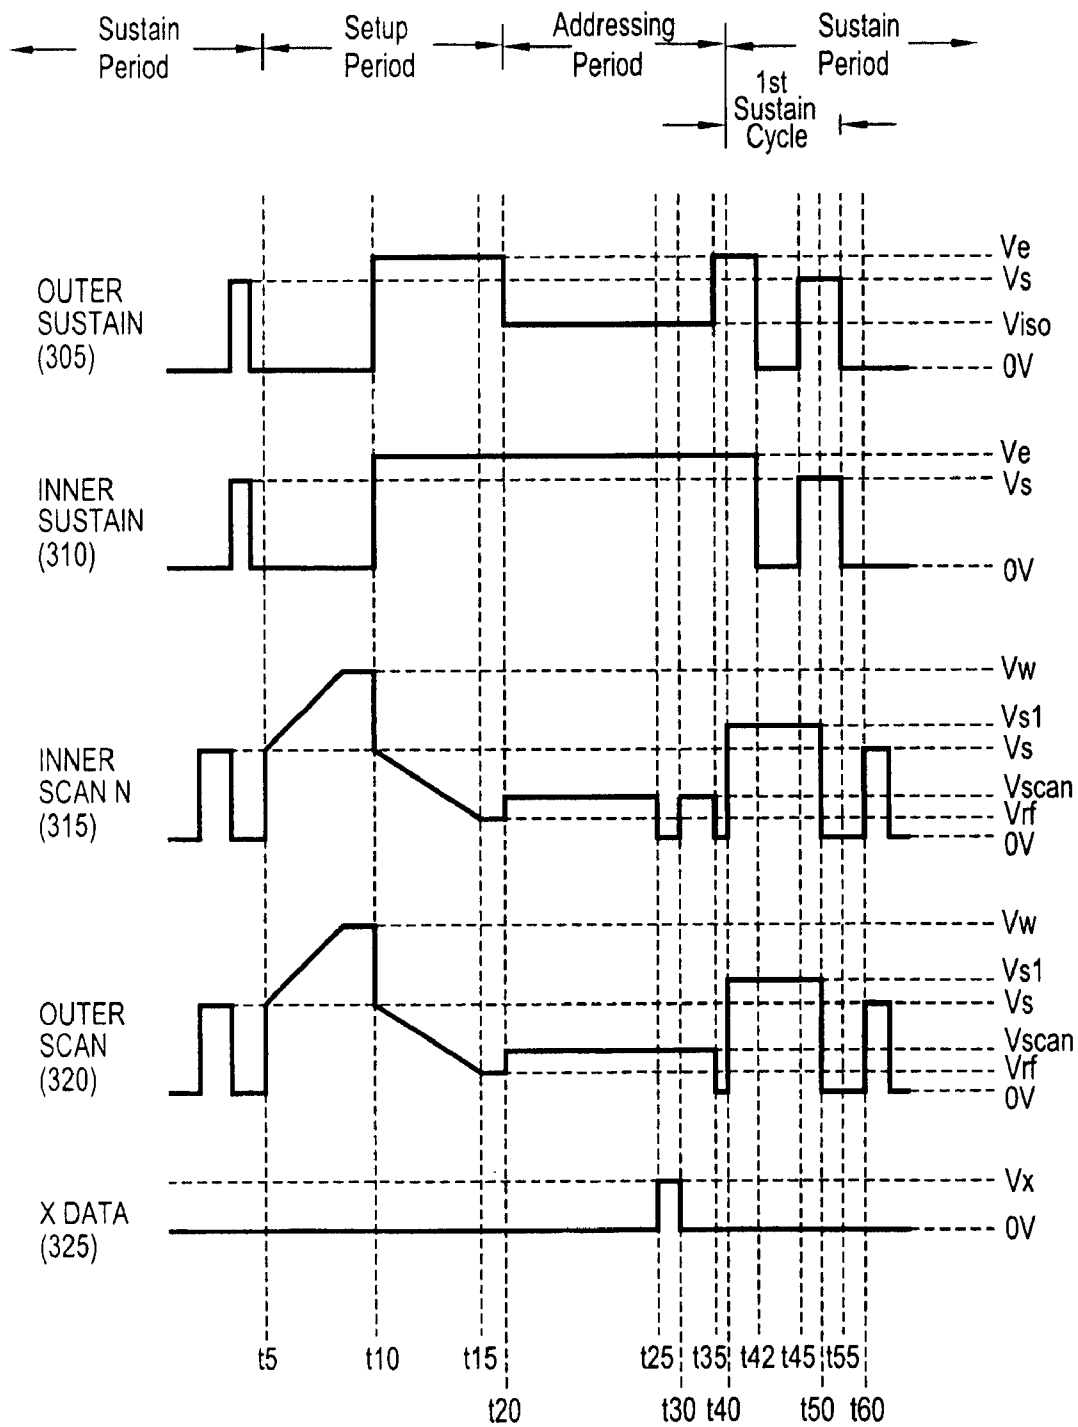 Sustain Period
Setup Period
Addressing Period
Sustain Period
1st Sustain Cycle
OUTER SUSTAIN (305)
Ve
Vs
Viso
0V
INNER SUSTAIN (310)
Ve
Vs
0V
INNER SCAN N (315)
Vw
Vs1
Vs
Vscan
Vrf
0V
OUTER SCAN (320)
Vw
Vs1
Vs
Vscan
Vrf
0V
X DATA (325)
Vx
0V
t5 t10 t15 t25 t35 t42 t45 t55
t20 t30 t40 t50 t60